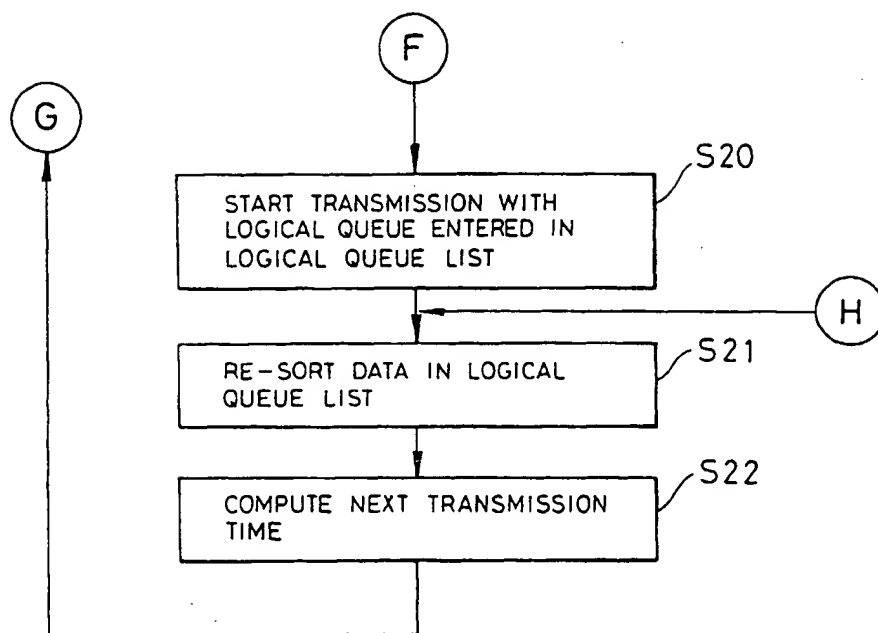 F
G
S20
START TRANSMISSION WITH
LOGICAL QUEUE ENTERED IN
LOGICAL QUEUE LIST
H
S21
RE-SORT DATA IN LOGICAL
QUEUE LIST
S22
COMPUTE NEXT TRANSMISSION
TIME